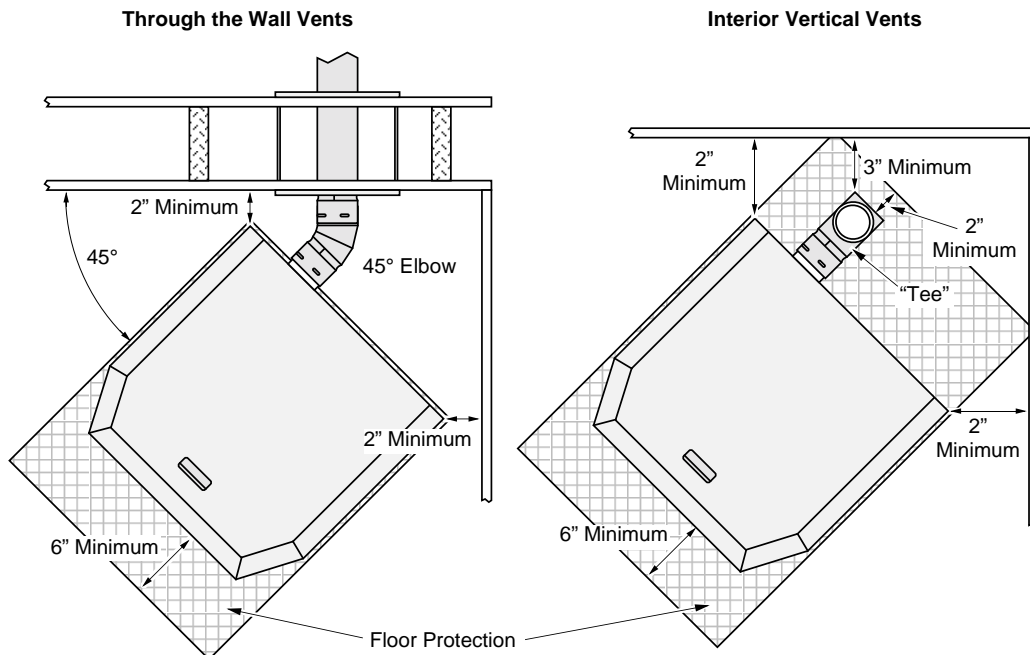 Through the Wall Vents
2” Minimum
45°
45° Elbow
2” Minimum
6” Minimum
Interior Vertical Vents
2”
Minimum
3” Minimum
2”
Minimum
“Tee”
2”
Minimum
6” Minimum
Floor Protection